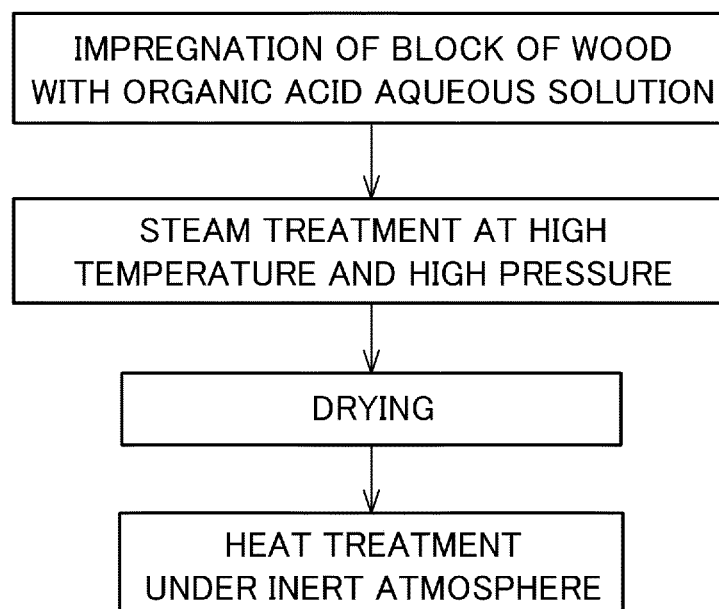 IMPREGNATION OF BLOCK OF WOOD
WITH ORGANIC ACID AQUEOUS SOLUTION
STEAM TREATMENT AT HIGH
TEMPERATURE AND HIGH PRESSURE
DRYING
HEAT TREATMENT
UNDER INERT ATMOSPHERE